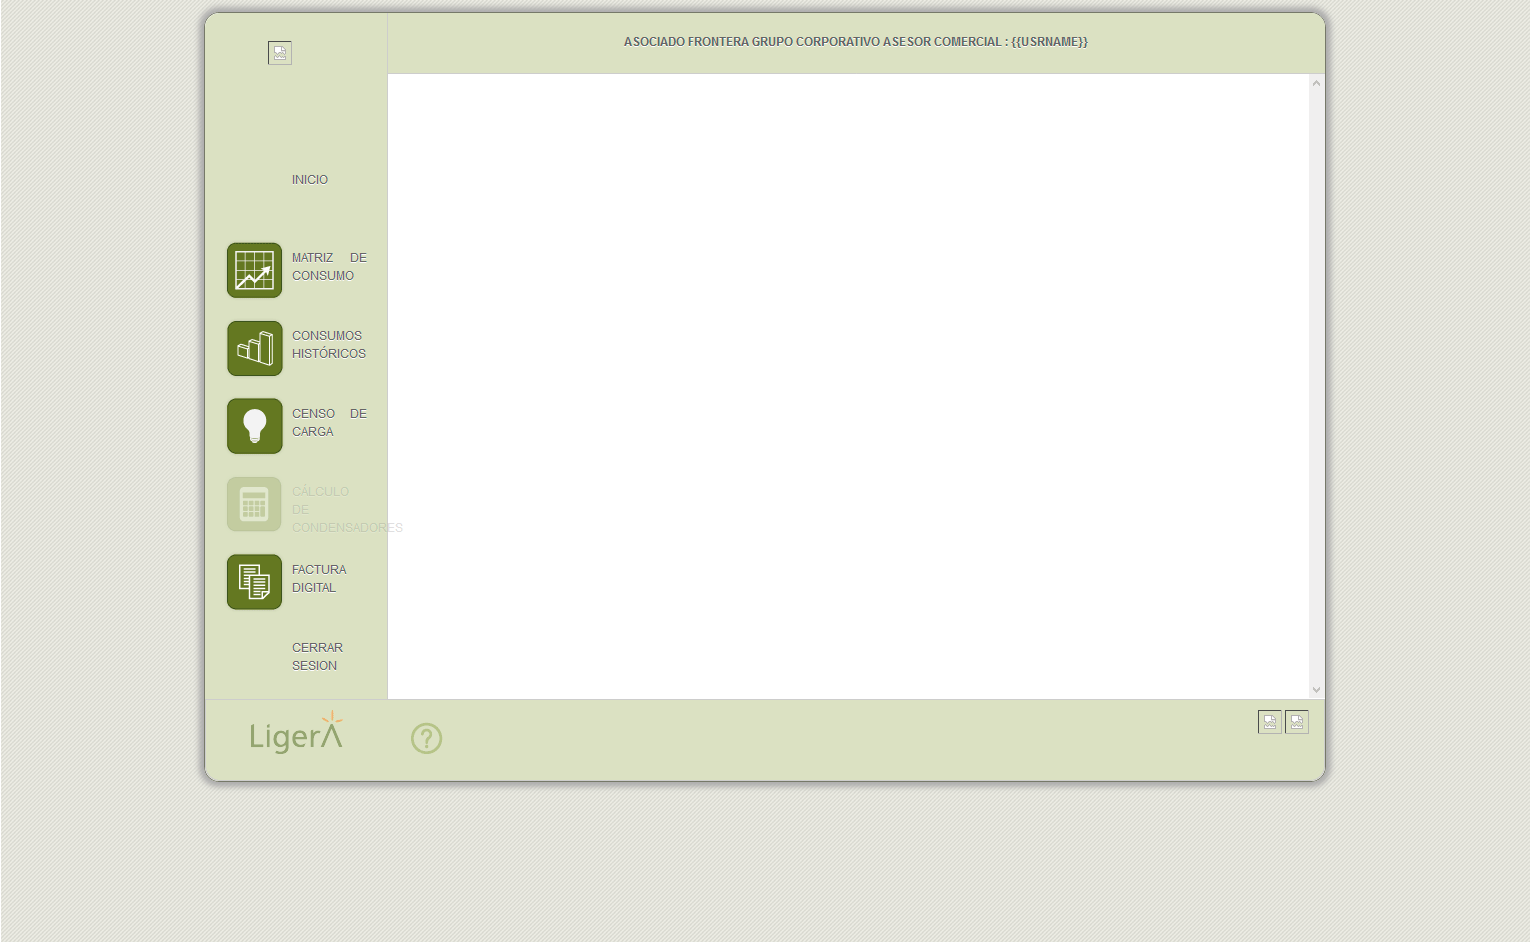 ASOCIADO FRONTERA GRUPO CORPORATIVO ASESOR COMERCIAL : {{USRNAME}}
INICIO
MATRIZ DE
CONSUMO
CONSUMOS
HISTÓRICOS
CENSO DE
CARGA
CÁLCULO
DE
CONDENSADORES
FACTURA
DIGITAL
CERRAR
SESION
LigerA
?